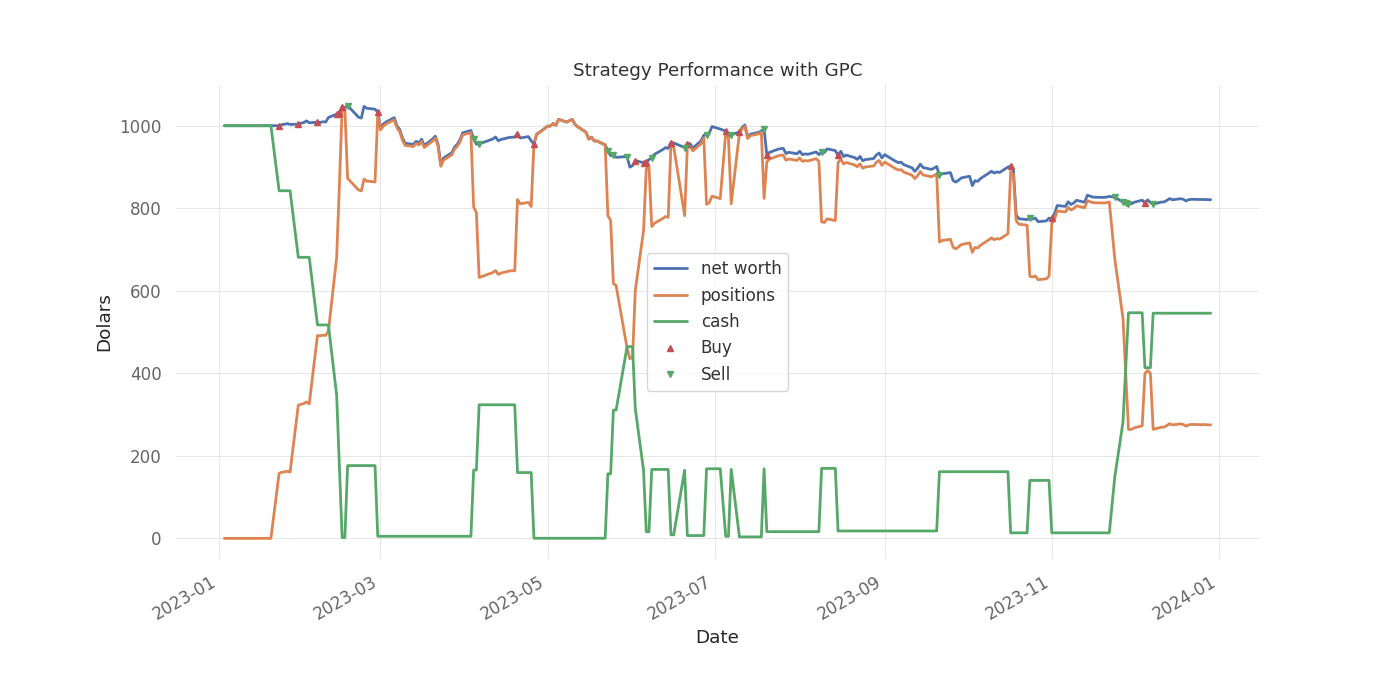 Strategy Performance with GPC
Dolars
1000
800
600
400
200
0
net worth
positions
cash
Buy
Sell
2023-01
2023-03
2023-05
2023-07
2023-09
2023-11
2024-01
Date